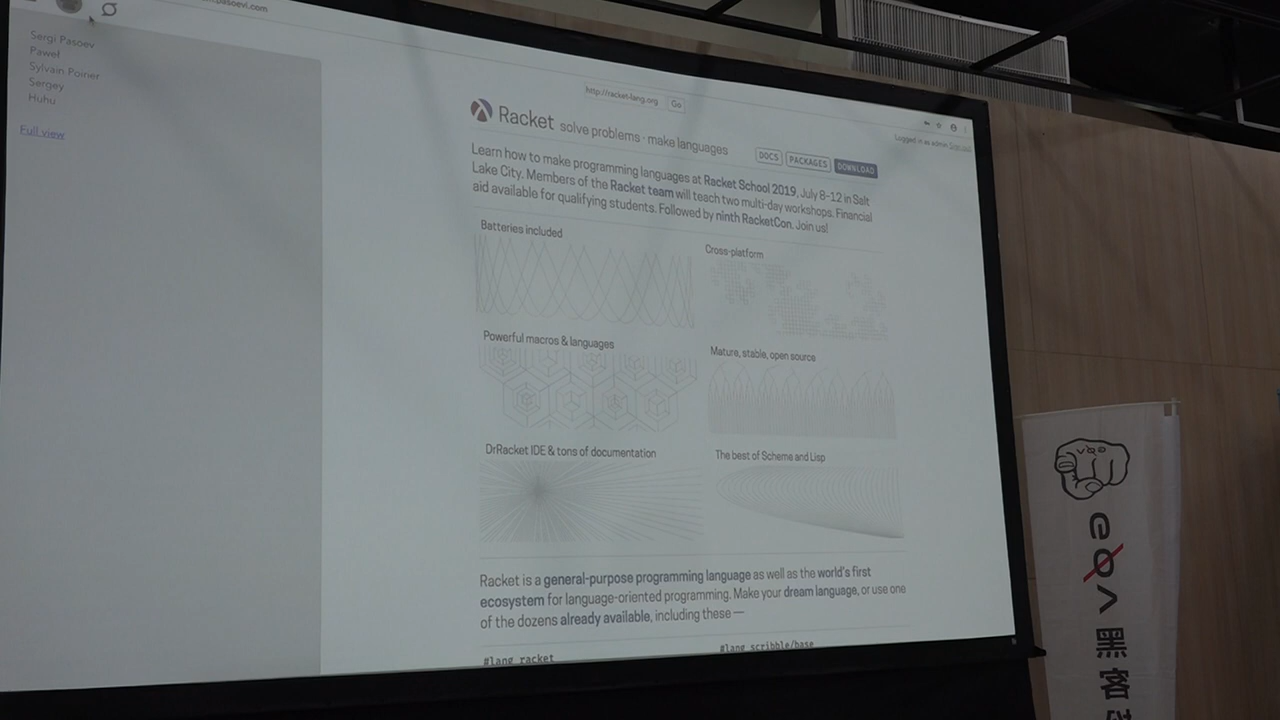 pasoevi.com
Sergi Pasoev
Paweł
Sylvain Poirier
Sergey
Huhu
Full view
http://racket-lang.org Go
Logged in as admin
Racket solve problems · make languages
DOCS PACKAGES DOWNLOAD
Learn how to make programming languages at Racket School 2019, July 8–12 in Salt
Lake City. Members of the Racket team will teach two multi-day workshops. Financial
aid available for qualifying students. Followed by ninth RacketCon. Join us!
Batteries included
Cross-platform
Powerful macros & languages
Mature, stable, open source
DrRacket IDE & tons of documentation
The best of Scheme and Lisp
Racket is a general-purpose programming language as well as the world's first
ecosystem for language-oriented programming. Make your dream language, or use one
of the dozens already available, including these —
#lang racket
#lang scribble/base
黑客